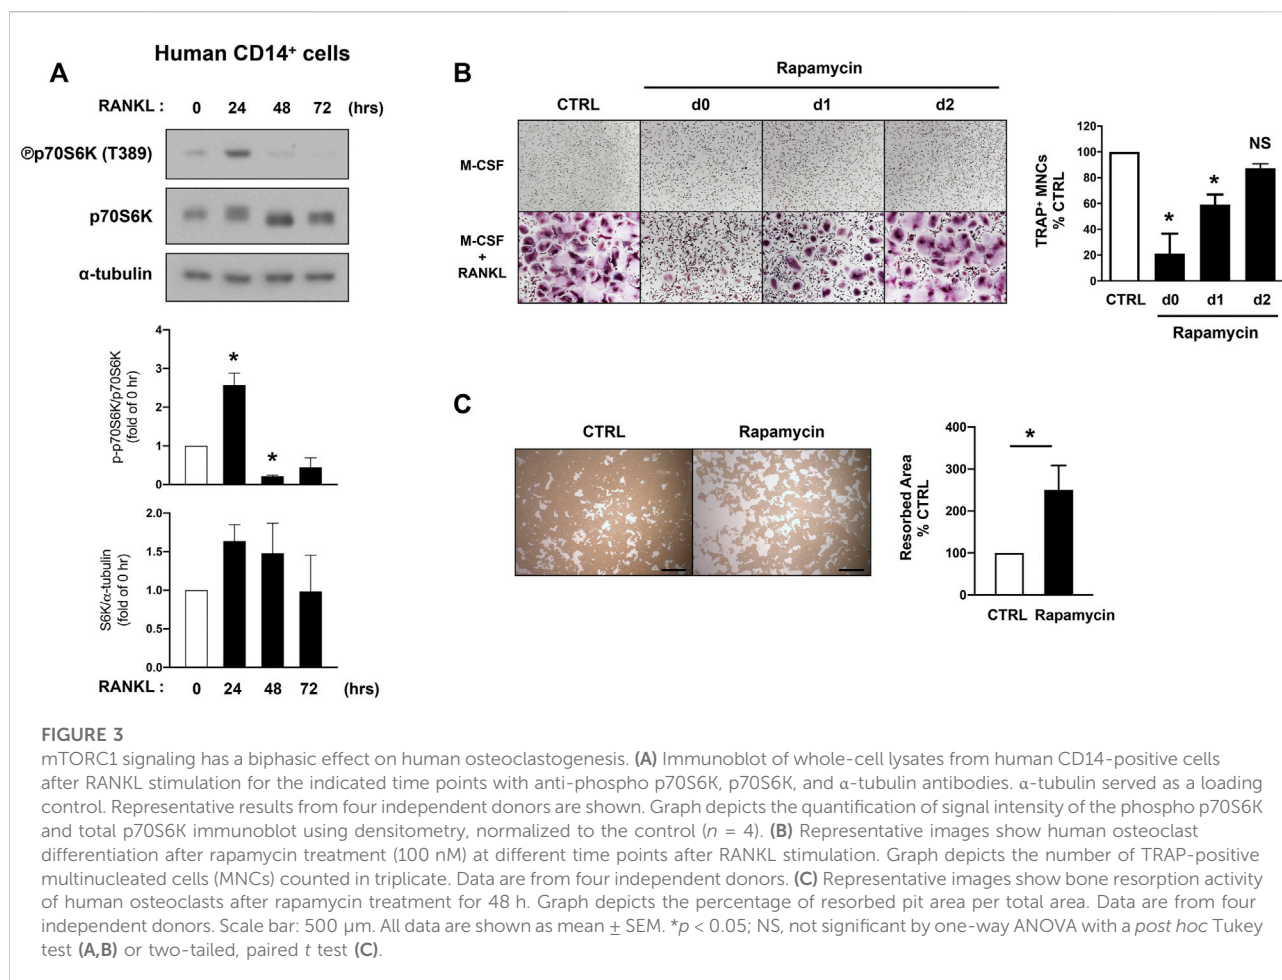 A
Human CD14⁺ cells
RANKL : 0 24 48 72 (hrs)
℗p70S6K (T389)
p70S6K
α-tubulin
p-p70S6K/p70S6K
(fold of 0 hr)
4
3
2
1
0
*
*
S6K/α-tubulin
(fold of 0 hr)
2.0
1.5
1.0
0.5
0.0
RANKL : 0 24 48 72 (hrs)
B
Rapamycin
CTRL d0 d1 d2
M-CSF
M-CSF
+
RANKL
TRAP⁺ MNCs
% CTRL
120
100
80
60
40
20
0
*
*
NS
CTRL d0 d1 d2
Rapamycin
C
CTRL Rapamycin
Resorbed Area
% CTRL
400
300
200
100
0
*
CTRL Rapamycin
FIGURE 3
mTORC1 signaling has a biphasic effect on human osteoclastogenesis. (A) Immunoblot of whole-cell lysates from human CD14-positive cells
after RANKL stimulation for the indicated time points with anti-phospho p70S6K, p70S6K, and α-tubulin antibodies. α-tubulin served as a loading
control. Representative results from four independent donors are shown. Graph depicts the quantification of signal intensity of the phospho p70S6K
and total p70S6K immunoblot using densitometry, normalized to the control (n = 4). (B) Representative images show human osteoclast
differentiation after rapamycin treatment (100 nM) at different time points after RANKL stimulation. Graph depicts the number of TRAP-positive
multinucleated cells (MNCs) counted in triplicate. Data are from four independent donors. (C) Representative images show bone resorption activity
of human osteoclasts after rapamycin treatment for 48 h. Graph depicts the percentage of resorbed pit area per total area. Data are from four
independent donors. Scale bar: 500 μm. All data are shown as mean ± SEM. *p < 0.05; NS, not significant by one-way ANOVA with a post hoc Tukey
test (A,B) or two-tailed, paired t test (C).